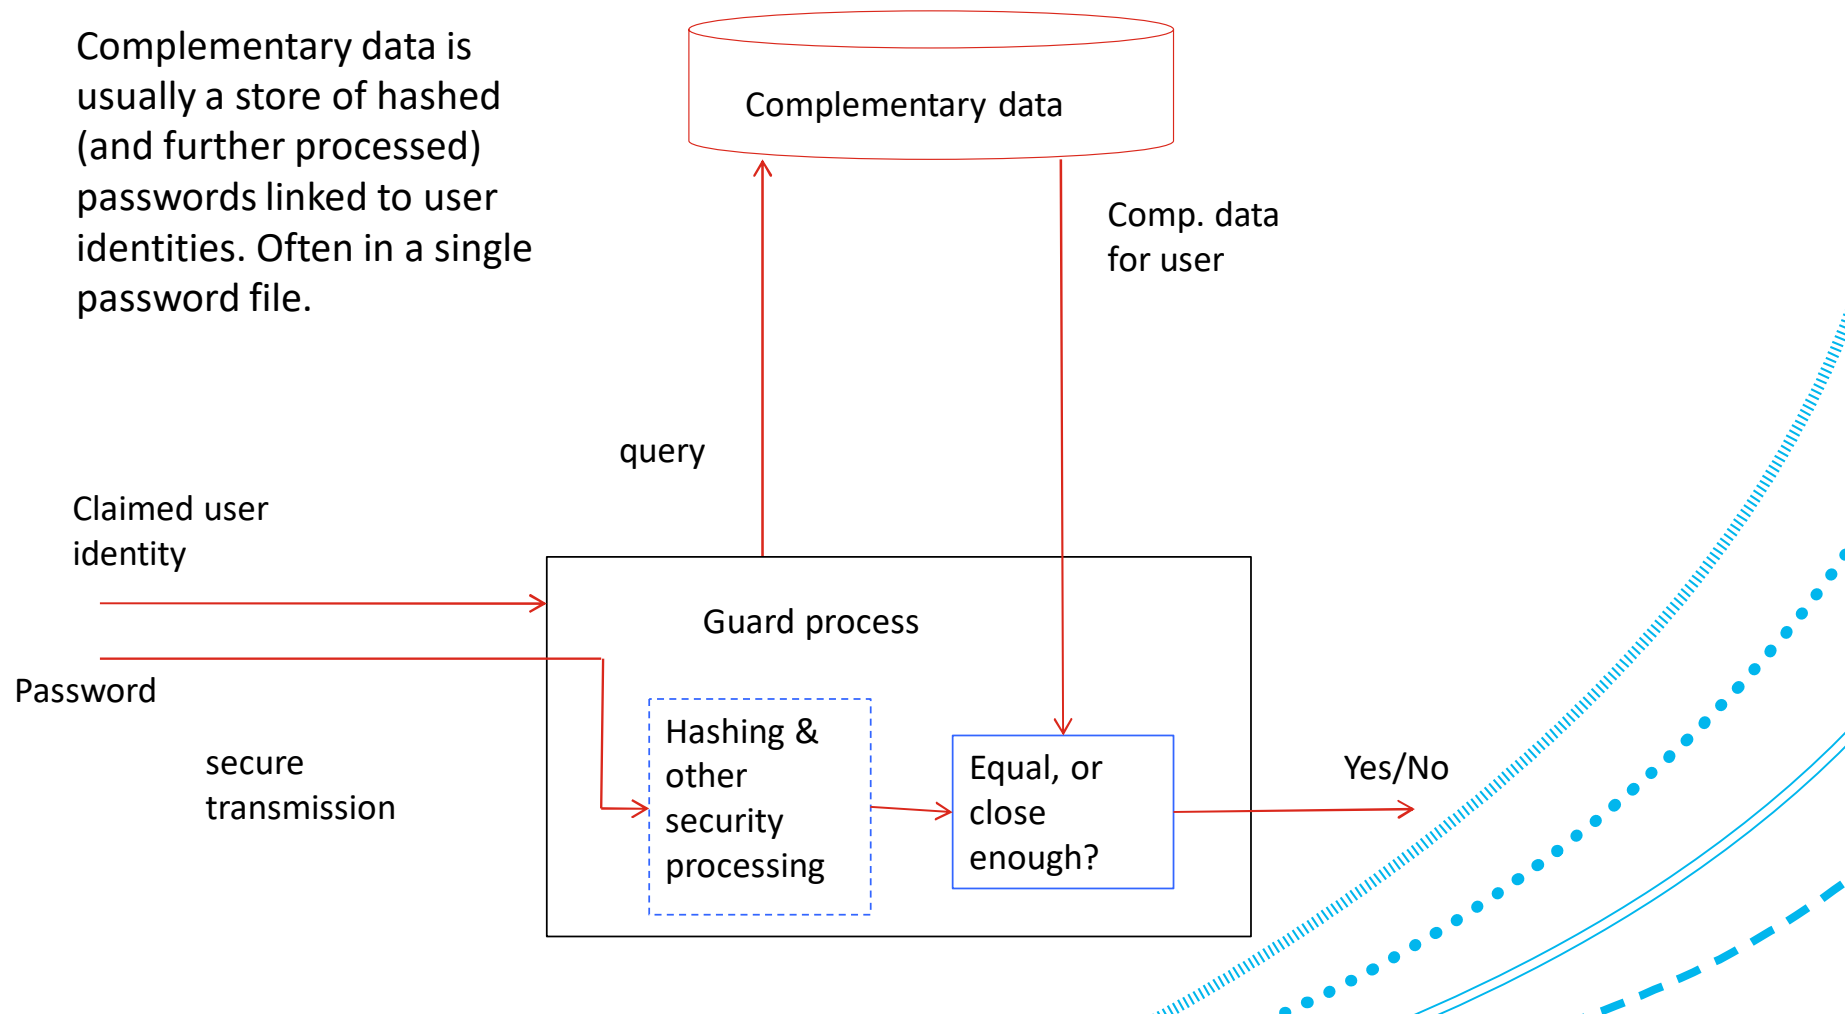 Complementary data is
usually a store of hashed
(and further processed)
passwords linked to user
identities. Often in a single
password file.
Complementary data
Comp. data
for user
query
Claimed user
identity
Guard process
Password
secure
transmission
Hashing &
other
security
processing
Equal, or
close
enough?
Yes/No